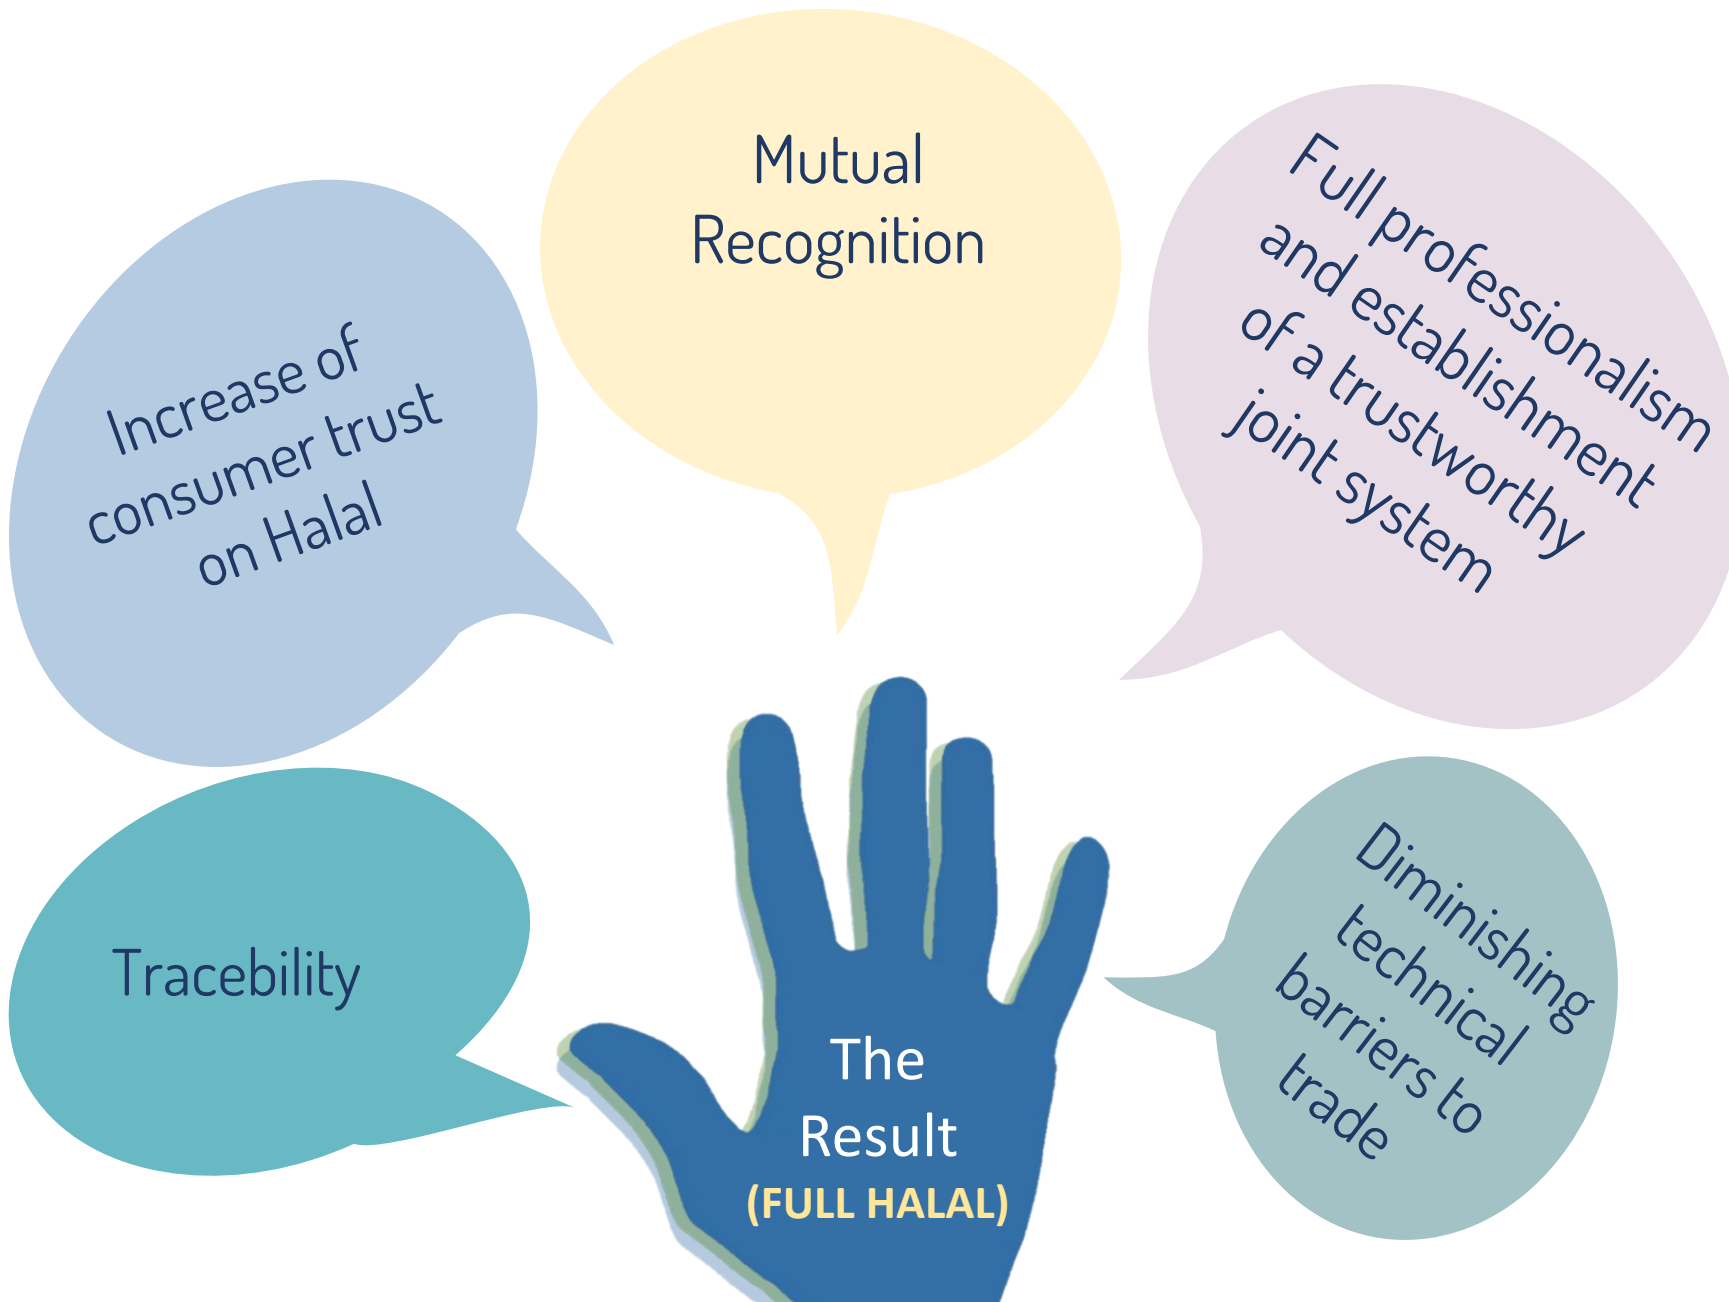 Mutual
Recognition
Full professionalism
and establishment
of a trustworthy
joint system
Increase of
consumer trust
on Halal
Tracebility
Diminishing
technical
barriers to
trade
The
Result
(FULL HALAL)